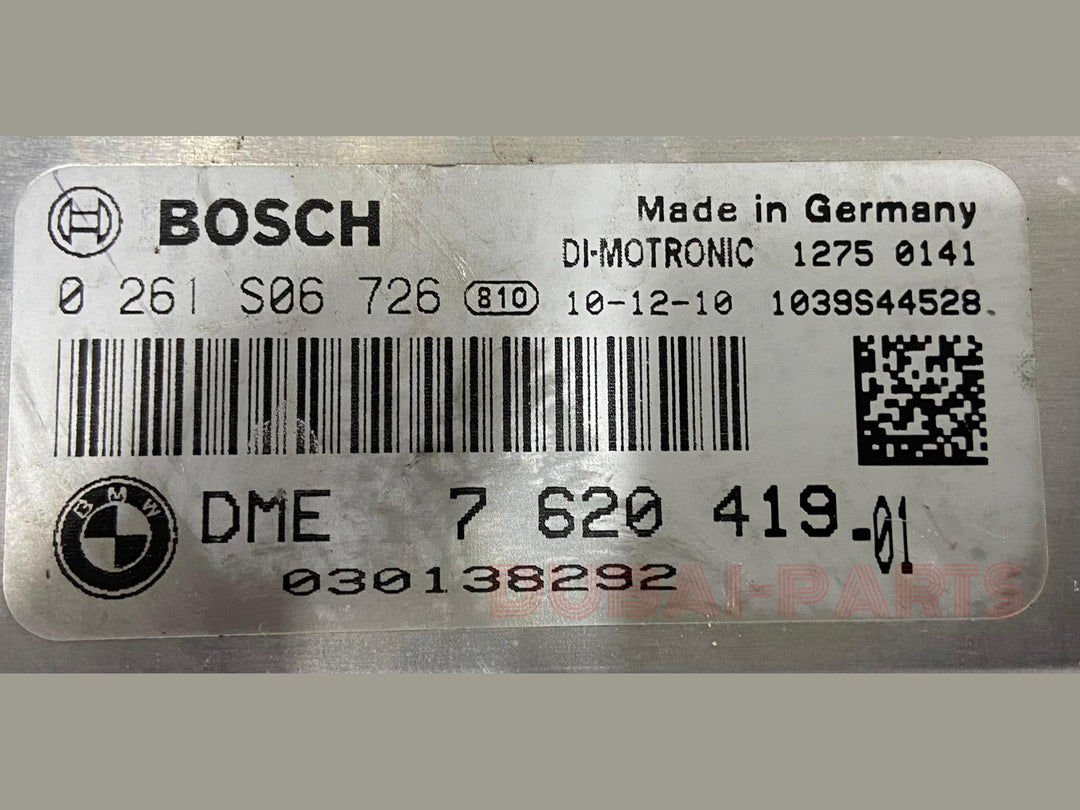 BOSCH
Made in Germany
DI-MOTRONIC 1275 0141
0 261 S06 726 810 10-12-10 1039S44528
BMW DME 7 620 419.01
030138292
DUBAI-PARTS